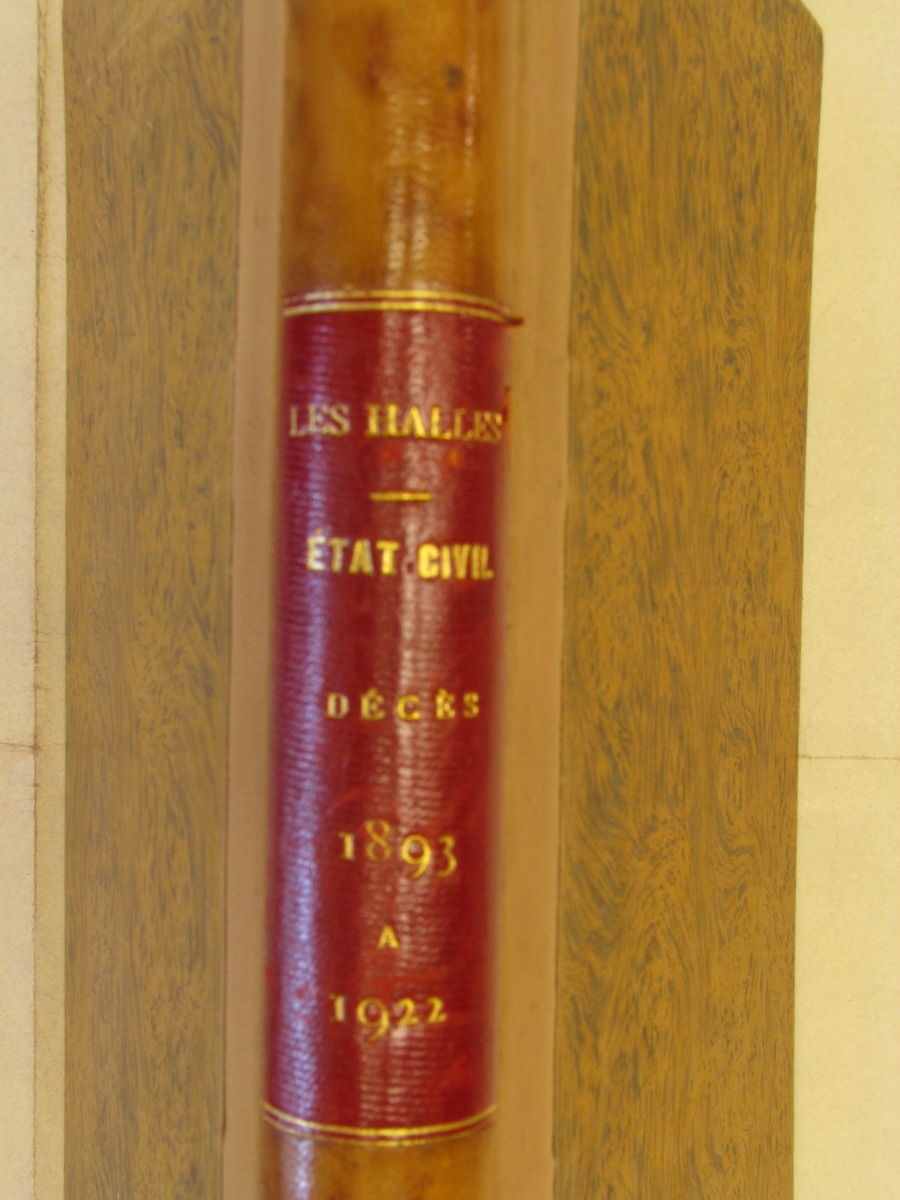 LES HALLES
ÉTAT CIVIL
DÉCÈS
1893
A
1922